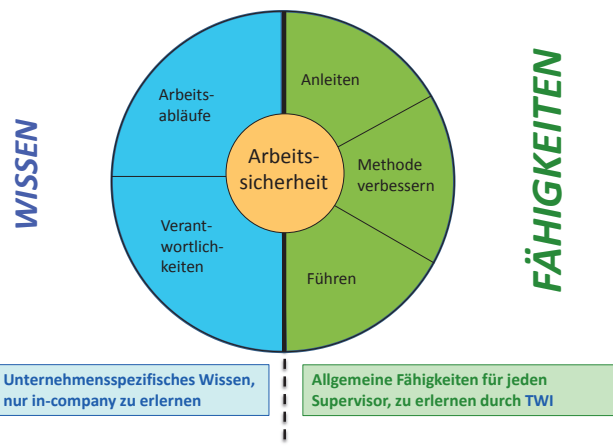 WISSEN
Arbeits-
abläufe
Verant-
wortlich-
keiten
Arbeits-
sicherheit
Anleiten
Methode
verbessern
Führen
FÄHIGKEITEN
Unternehmensspezifisches Wissen,
nur in-company zu erlernen
Allgemeine Fähigkeiten für jeden
Supervisor, zu erlernen durch TWI